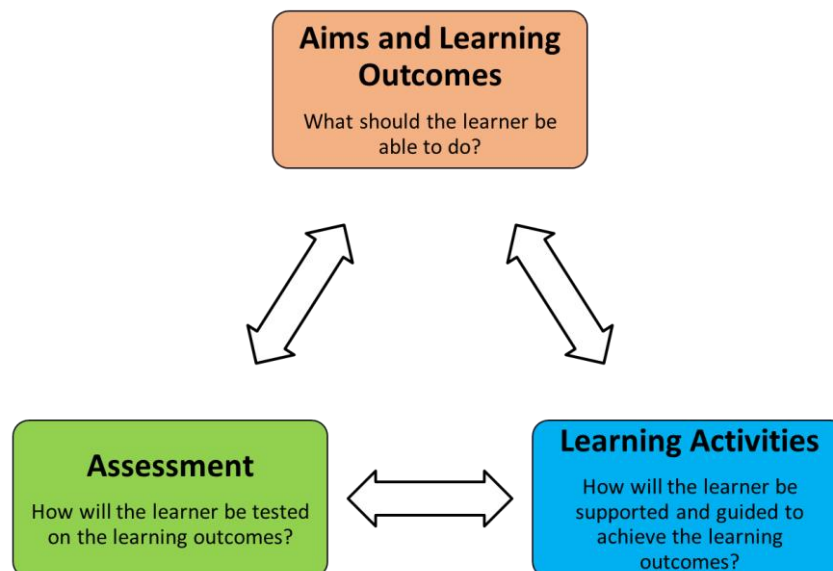 Aims and Learning
Outcomes
What should the learner be
able to do?
Assessment
How will the learner be tested
on the learning outcomes?
Learning Activities
How will the learner be
supported and guided to
achieve the learning
outcomes?